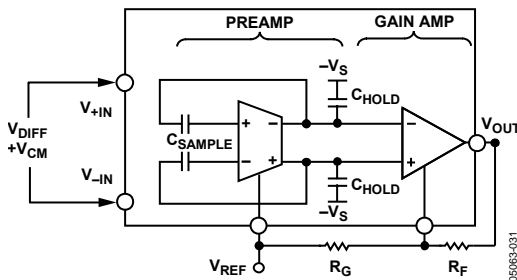 PREAMP GAIN AMP
–VS
CHOLD
V+IN
+ –
– +
CSAMPLE
VDIFF
+VCM
VOUT
–
+
V–IN
CHOLD
–VS
VREF
RG
RF
05063-031